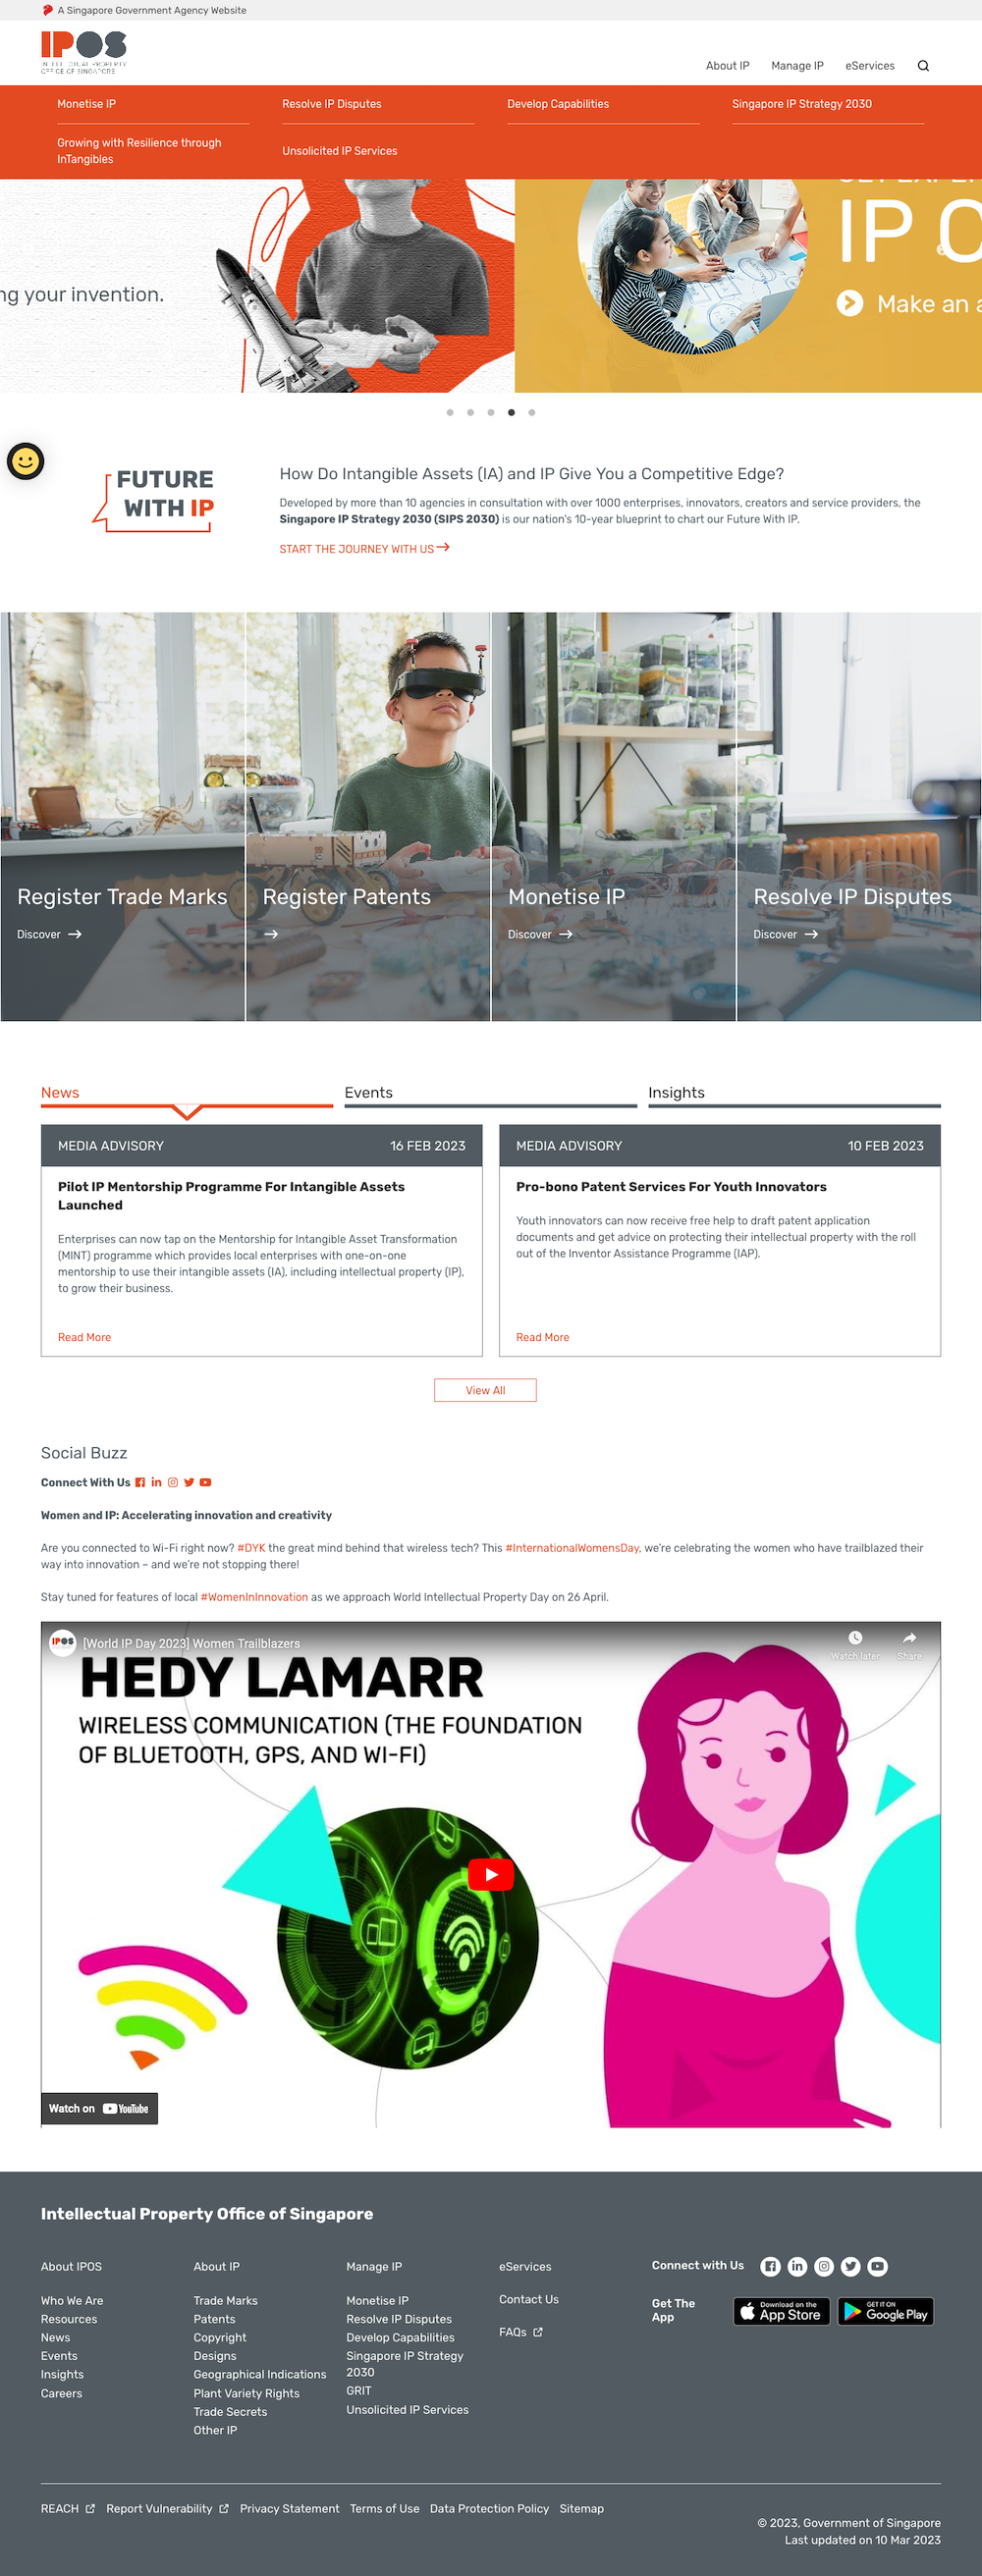 A Singapore Government Agency Website
IPOS
INTELLECTUAL PROPERTY
OFFICE OF SINGAPORE
About IP
Manage IP
eServices
Monetise IP
Resolve IP Disputes
Develop Capabilities
Singapore IP Strategy 2030
Growing with Resilience through
InTangibles
Unsolicited IP Services
your invention.
IP
Make an
FUTURE
WITH IP
How Do Intangible Assets (IA) and IP Give You a Competitive Edge?
Developed by more than 10 agencies in consultation with over 1000 enterprises, innovators, creators and service providers, the
Singapore IP Strategy 2030 (SIPS 2030) is our nation's 10-year blueprint to chart our Future With IP.
START THE JOURNEY WITH US
Register Trade Marks
Discover
Register Patents
Monetise IP
Discover
Resolve IP Disputes
Discover
News
Events
Insights
MEDIA ADVISORY
16 FEB 2023
Pilot IP Mentorship Programme For Intangible Assets
Launched
Enterprises can now tap on the Mentorship for Intangible Asset Transformation
(MINT) programme which provides local enterprises with one-on-one
mentorship to use their intangible assets (IA), including intellectual property (IP),
to grow their business.
Read More
MEDIA ADVISORY
10 FEB 2023
Pro-bono Patent Services For Youth Innovators
Youth innovators can now receive free help to draft patent application
documents and get advice on protecting their intellectual property with the roll
out of the Inventor Assistance Programme (IAP).
Read More
View All
Social Buzz
Connect With Us
Women and IP: Accelerating innovation and creativity
Are you connected to Wi-Fi right now? #DYK the great mind behind that wireless tech? This #InternationalWomensDay, we're celebrating the women who have trailblazed their
way into innovation – and we're not stopping there!
Stay tuned for features of local #WomenInInnovation as we approach World Intellectual Property Day on 26 April.
IPOS
[World IP Day 2023] Women Trailblazers
Watch later
Share
HEDY LAMARR
WIRELESS COMMUNICATION (THE FOUNDATION
OF BLUETOOTH, GPS, AND WI-FI)
Watch on YouTube
Intellectual Property Office of Singapore
About IPOS
Who We Are
Resources
News
Events
Insights
Careers
About IP
Trade Marks
Patents
Copyright
Designs
Geographical Indications
Plant Variety Rights
Trade Secrets
Other IP
Manage IP
Monetise IP
Resolve IP Disputes
Develop Capabilities
Singapore IP Strategy
2030
GRIT
Unsolicited IP Services
eServices
Contact Us
FAQs
Connect with Us
Get The
App
Download on the
App Store
GET IT ON
Google Play
REACH
Report Vulnerability
Privacy Statement
Terms of Use
Data Protection Policy
Sitemap
© 2023, Government of Singapore
Last updated on 10 Mar 2023